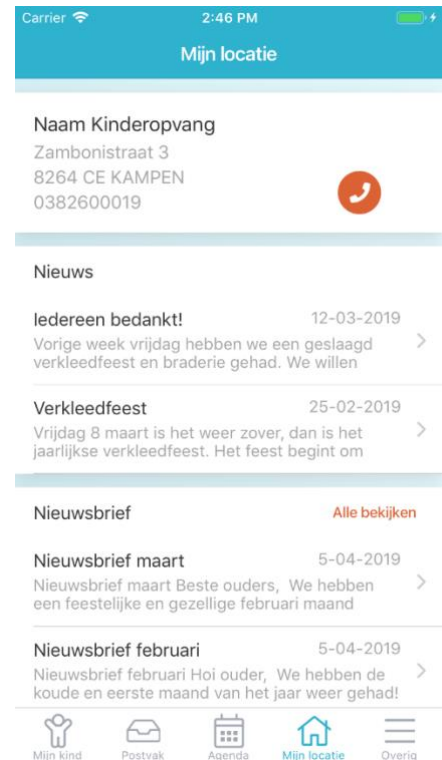 Carrier 2:46 PM
Mijn locatie
Naam Kinderopvang
Zambonistraat 3
8264 CE KAMPEN
0382600019
Nieuws
Iedereen bedankt! 12-03-2019
Vorige week vrijdag hebben we een geslaagd
verkleedfeest en braderie gehad. We willen
Verkleedfeest 25-02-2019
Vrijdag 8 maart is het weer zover, dan is het
jaarlijkse verkleedfeest. Het feest begint om
Nieuwsbrief Alle bekijken
Nieuwsbrief maart 5-04-2019
Nieuwsbrief maart Beste ouders, We hebben
een feestelijke en gezellige februari maand
Nieuwsbrief februari 5-04-2019
Nieuwsbrief februari Hoi ouder, We hebben de
koude en eerste maand van het jaar weer gehad!
Mijn kind Postvak Agenda Mijn locatie Overig